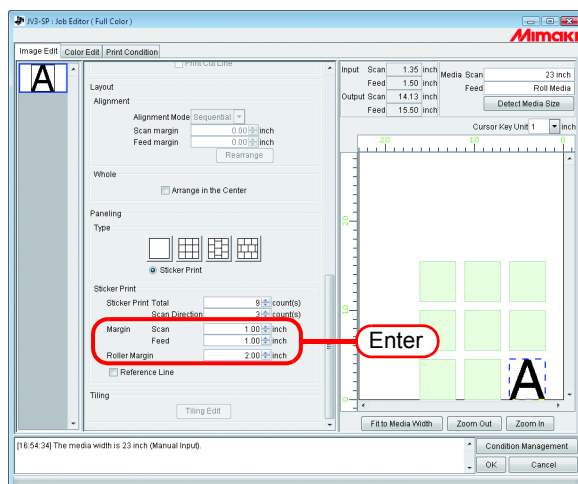 JV3-SP : Job Editor ( Full Color )
Mimaki
Image Edit Color Edit Print Condition
A
Print Cut Line
Layout
Alignment
Alignment Mode Sequential
Scan margin 0.00 inch
Feed margin 0.00 inch
Rearrange
Whole
Arrange in the Center
Paneling
Type
Sticker Print
Sticker Print
Sticker Print Total 9 count(s)
Scan Direction 3 count(s)
Margin Scan 1.00 inch
Feed 1.00 inch
Roller Margin 2.00 inch
Reference Line
Tiling
Tiling Edit
Input Scan 1.35 inch
Feed 1.50 inch
Output Scan 14.13 inch
Feed 15.50 inch
Media Scan 23 inch
Feed Roll Media
Detect Media Size
Cursor Key Unit 1 inch
20 10 0
20
10
0
Enter
A
Fit to Media Width Zoom Out Zoom In
[16:54:34] The media width is 23 inch (Manual Input).
Condition Management
OK Cancel